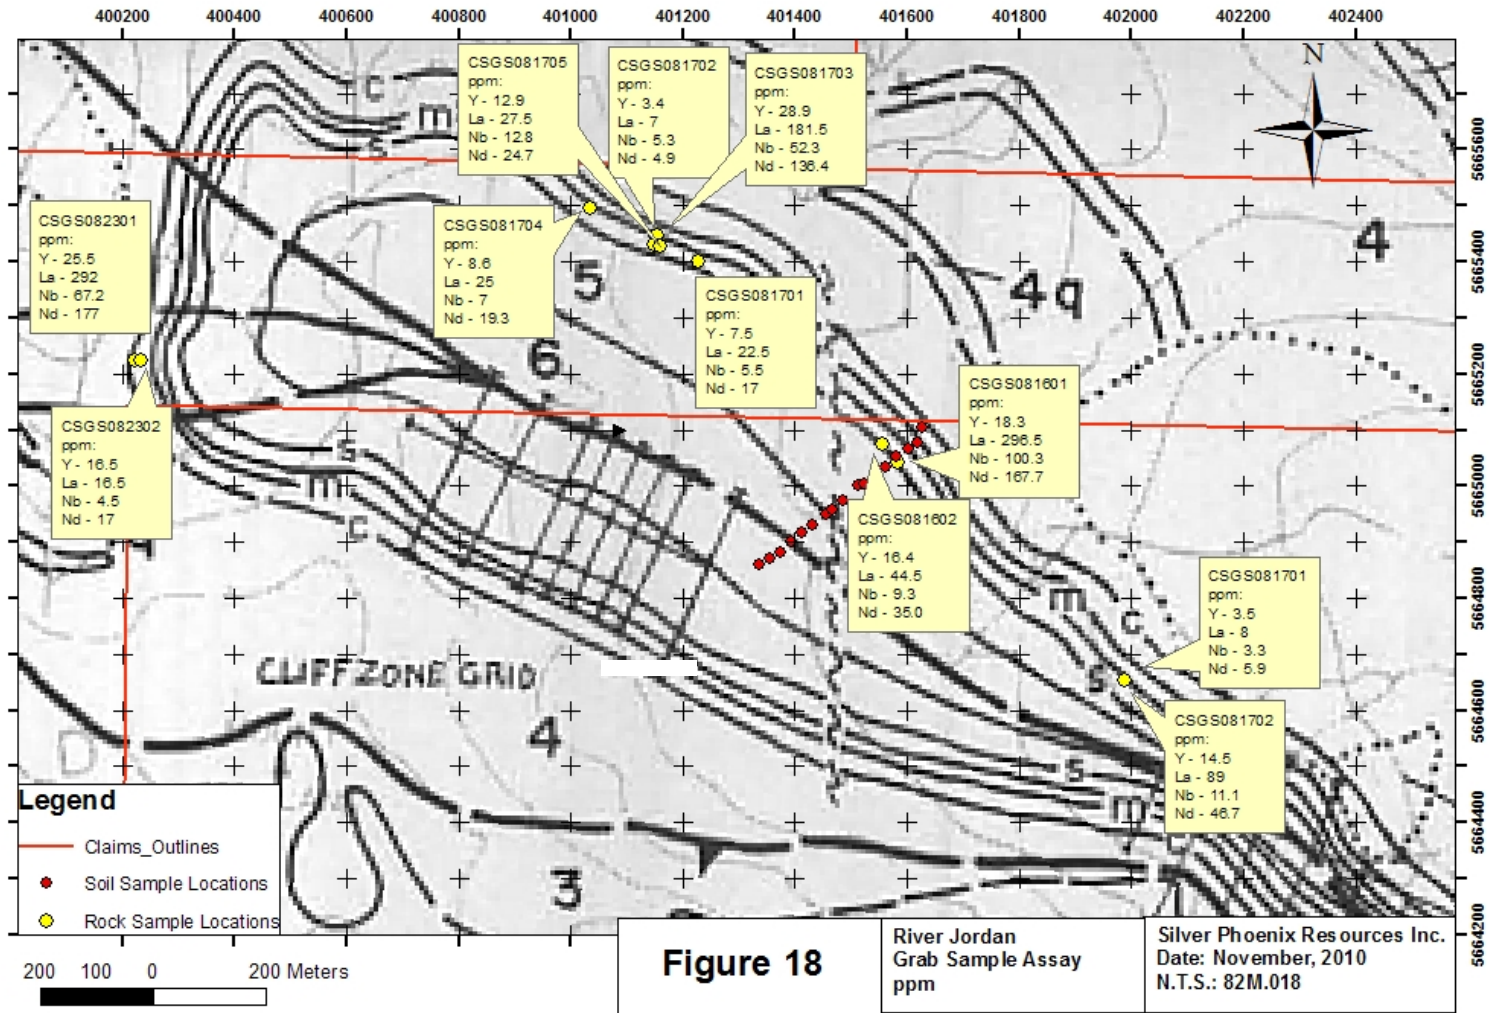 400200 400400 400600 400800 401000 401200 401400 401600 401800 402000 402200 402400
N
CSGS081705
ppm:
Y - 12.9
La - 27.5
Nb - 12.8
Nd - 24.7
CSGS081702
ppm:
Y - 3.4
La - 7
Nb - 5.3
Nd - 4.9
CSGS081703
ppm:
Y - 28.9
La - 181.5
Nb - 52.3
Nd - 136.4
C
m
s
5665600
CSGS082301
ppm:
Y - 25.5
La - 292
Nb - 67.2
Nd - 177
CSGS081704
ppm:
Y - 8.6
La - 25
Nb - 7
Nd - 19.3
5
4q
4
5665400
CSGS081701
ppm:
Y - 7.5
La - 22.5
Nb - 5.5
Nd - 17
6
5665200
CSGS081601
ppm:
Y - 18.3
La - 296.5
Nb - 100.3
Nd - 167.7
CSGS082302
ppm:
Y - 16.5
La - 16.5
Nb - 4.5
Nd - 17
s
m
C
5665000
CSGS081602
ppm:
Y - 16.4
La - 44.5
Nb - 9.3
Nd - 35.0
CSGS081701
ppm:
Y - 3.5
La - 8
Nb - 3.3
Nd - 5.9
m
C
s
5664800
CLIFFZONE GRID
CSGS081702
ppm:
Y - 14.5
La - 89
Nb - 11.1
Nd - 46.7
5664600
4
s
m
5664400
3
5664200
Legend
Claims_Outlines
Soil Sample Locations
Rock Sample Locations
200 100 0 200 Meters
Figure 18
River Jordan
Grab Sample Assay
ppm
Silver Phoenix Resources Inc.
Date: November, 2010
N.T.S.: 82M.018